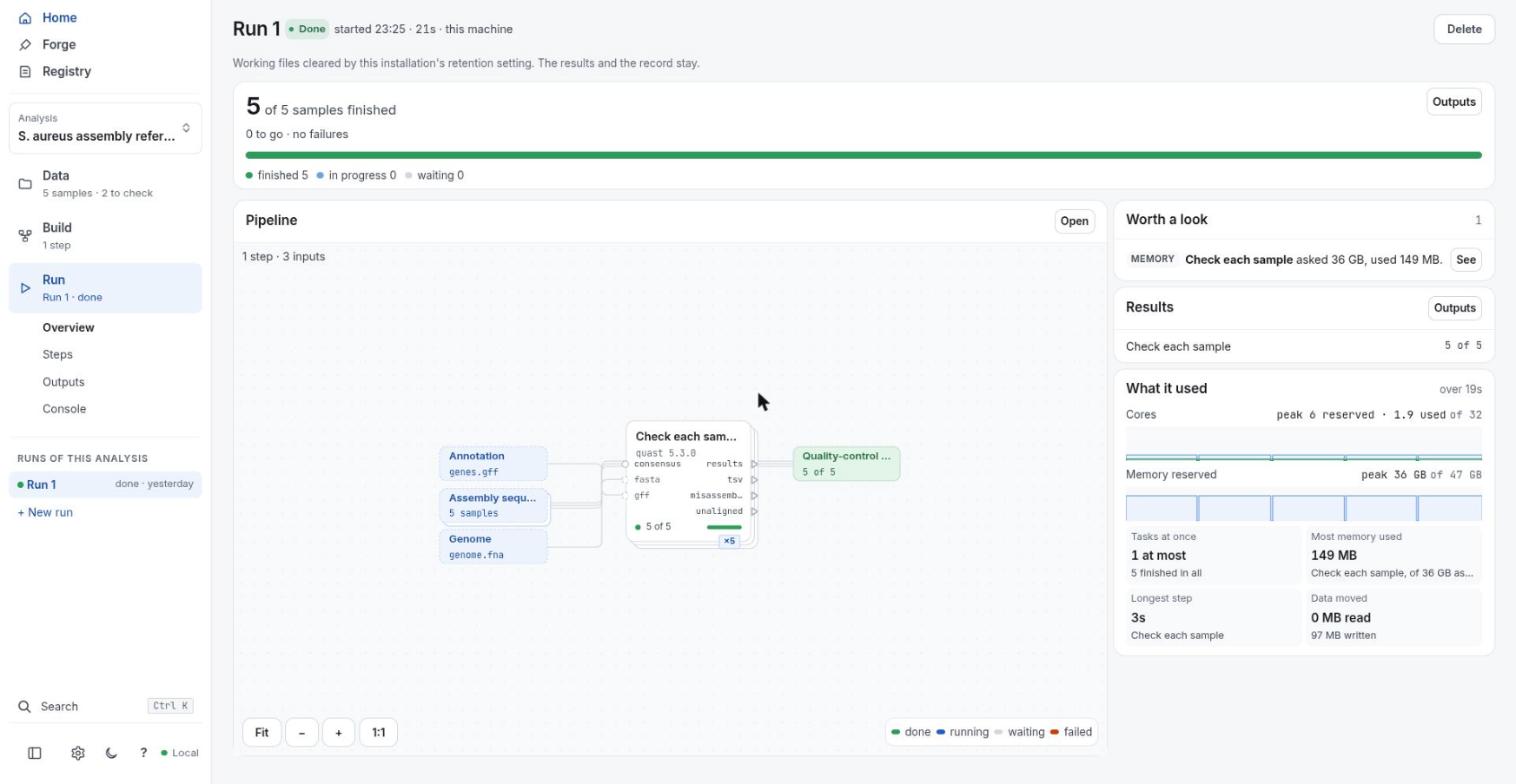 Home
Forge
Registry
Analysis
S. aureus assembly refer...
Data
5 samples · 2 to check
Build
1 step
Run
Run 1 · done
Overview
Steps
Outputs
Console
RUNS OF THIS ANALYSIS
Run 1 done · yesterday
+ New run
Search Ctrl K
? Local
Run 1 Done started 23:25 · 21s · this machine Delete
Working files cleared by this installation's retention setting. The results and the record stay.
5 of 5 samples finished Outputs
0 to go · no failures
finished 5 in progress 0 waiting 0
Pipeline Open
1 step · 3 inputs
Annotation
genes.gff
Assembly sequ...
5 samples
Genome
genome.fna
Check each sam...
quast 5.3.0
consensus results
fasta tsv
gff misassemb…
unaligned
5 of 5
×5
Quality-control ...
5 of 5
Fit − + 1:1
done running waiting failed
Worth a look 1
MEMORY Check each sample asked 36 GB, used 149 MB. See
Results Outputs
Check each sample 5 of 5
What it used over 19s
Cores peak 6 reserved · 1.9 used of 32
Memory reserved peak 36 GB of 47 GB
Tasks at once
1 at most
5 finished in all
Most memory used
149 MB
Check each sample, of 36 GB as...
Longest step
3s
Check each sample
Data moved
0 MB read
97 MB written